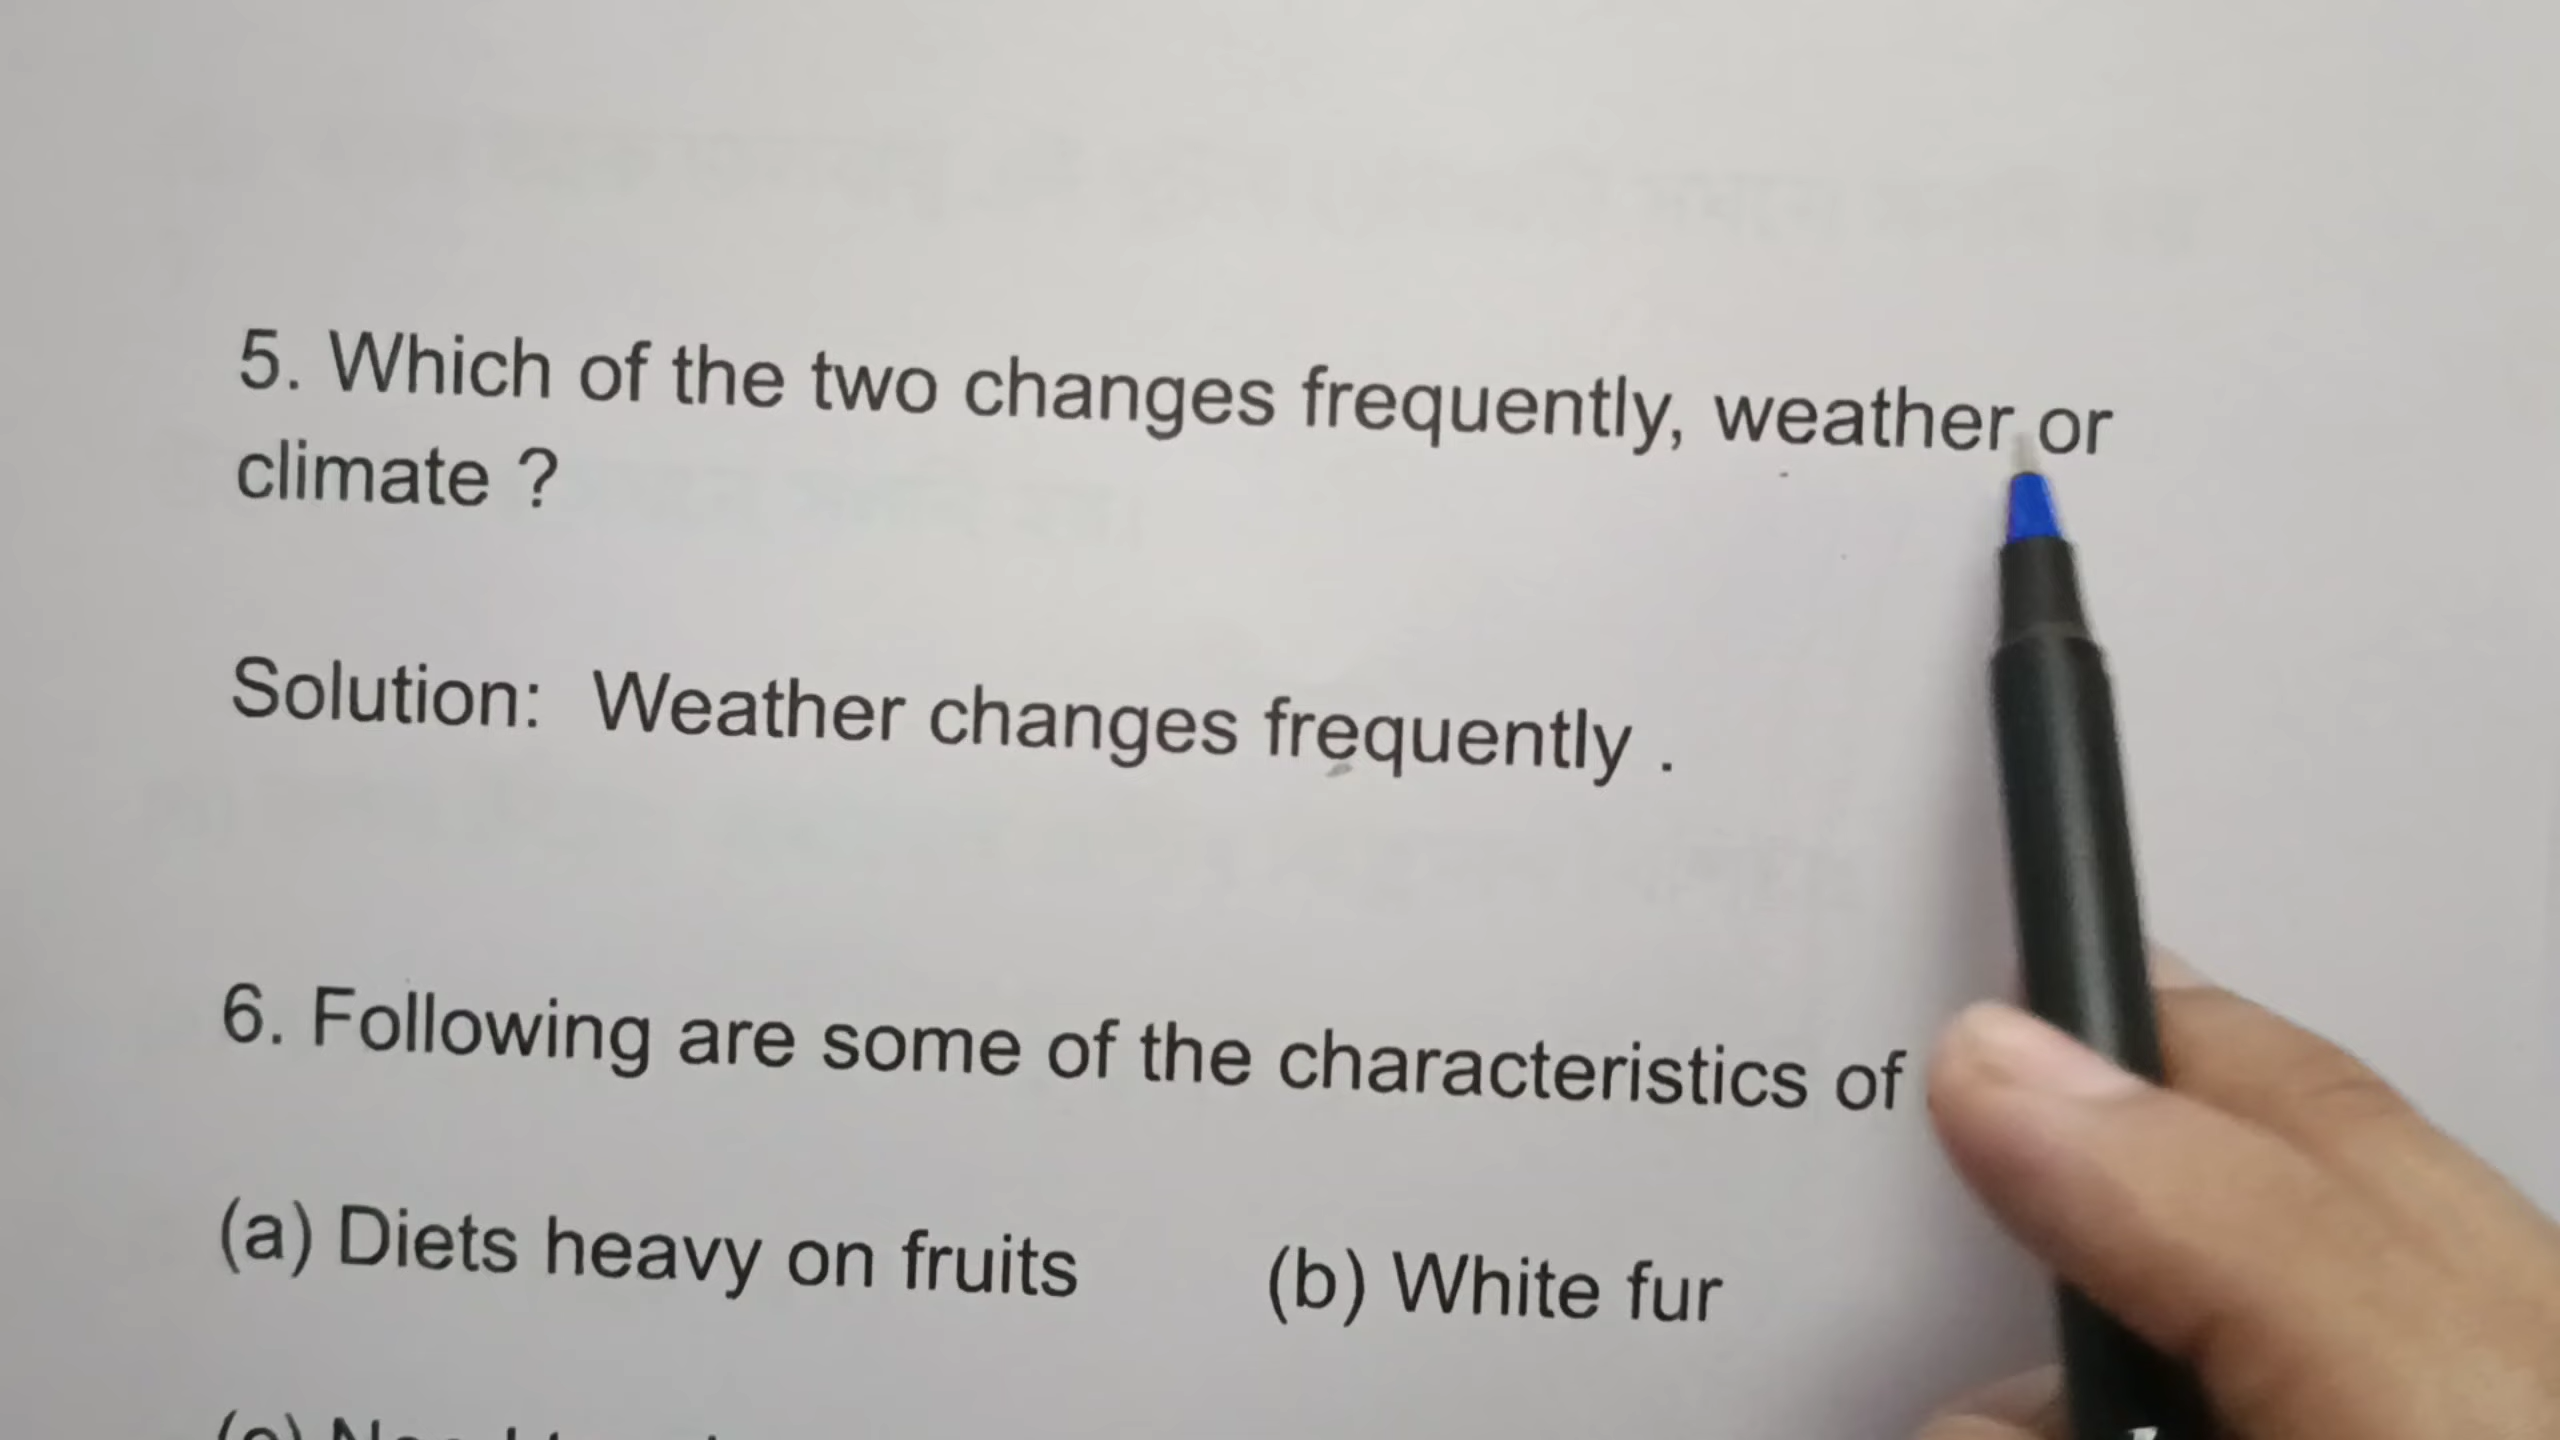 5. Which of the two changes frequently, weather or
climate ?
Solution: Weather changes frequently .
6. Following are some of the characteristics of
(a) Diets heavy on fruits (b) White fur
(c)